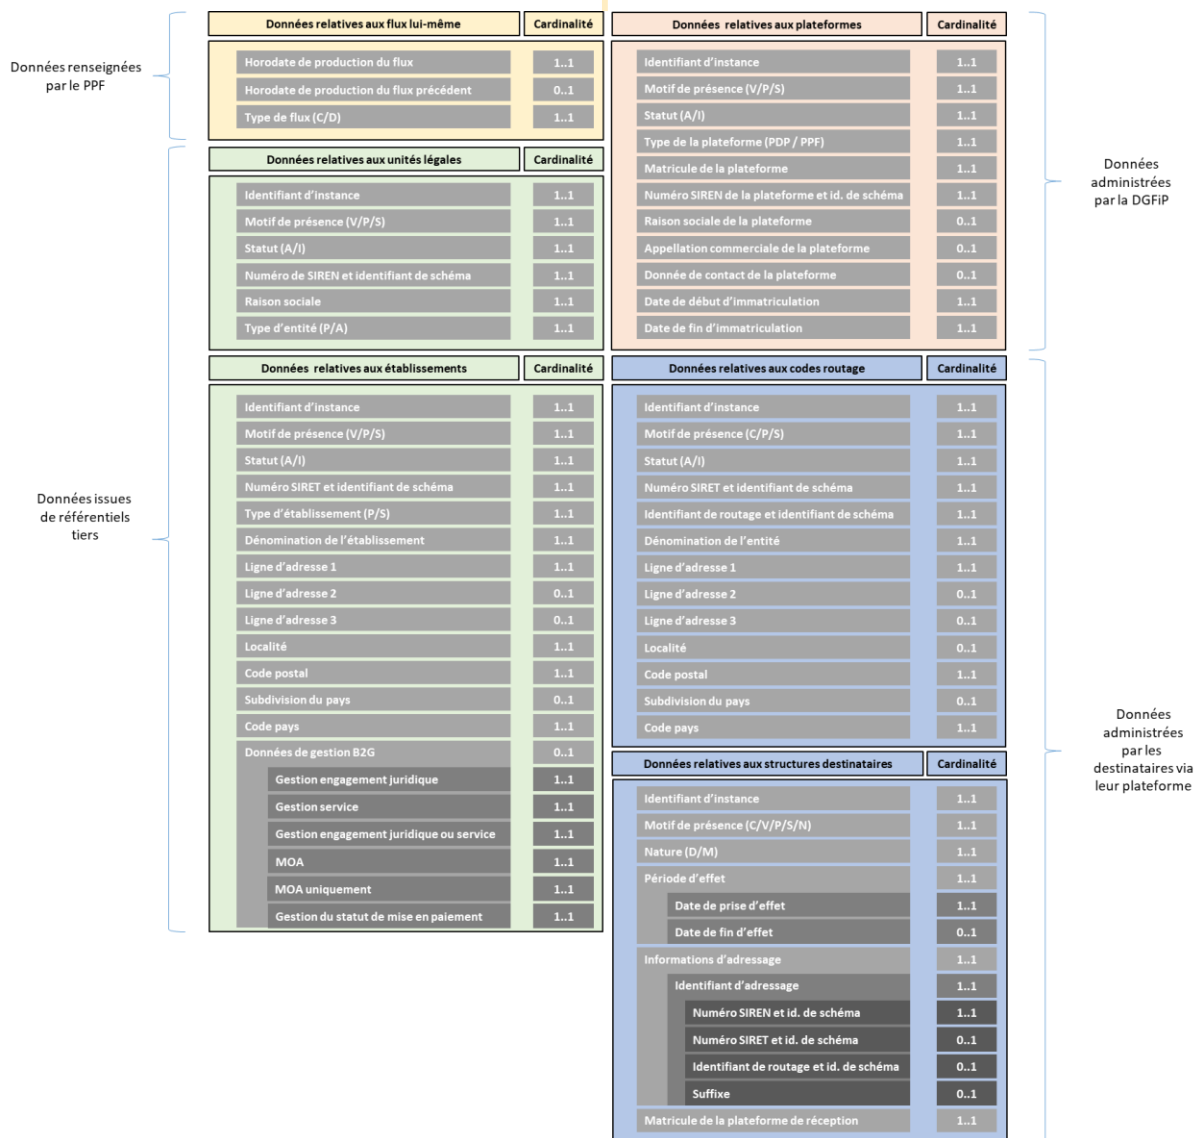 Données renseignées
par le PPF
Données relatives aux flux lui-même Cardinalité
Horodate de production du flux 1..1
Horodate de production du flux précédent 0..1
Type de flux (C/D) 1..1
Données issues
de référentiels
tiers
Données relatives aux unités légales Cardinalité
Identifiant d'instance 1..1
Motif de présence (V/P/S) 1..1
Statut (A/I) 1..1
Numéro de SIREN et identifiant de schéma 1..1
Raison sociale 1..1
Type d'entité (P/A) 1..1
Données relatives aux établissements Cardinalité
Identifiant d'instance 1..1
Motif de présence (V/P/S) 1..1
Statut (A/I) 1..1
Numéro SIRET et identifiant de schéma 1..1
Type d'établissement (P/S) 1..1
Dénomination de l'établissement 1..1
Ligne d'adresse 1 1..1
Ligne d'adresse 2 0..1
Ligne d'adresse 3 0..1
Localité 1..1
Code postal 1..1
Subdivision du pays 0..1
Code pays 1..1
Données de gestion B2G 0..1
Gestion engagement juridique 1..1
Gestion service 1..1
Gestion engagement juridique ou service 1..1
MOA 1..1
MOA uniquement 1..1
Gestion du statut de mise en paiement 1..1
Données relatives aux plateformes Cardinalité
Identifiant d'instance 1..1
Motif de présence (V/P/S) 1..1
Statut (A/I) 1..1
Type de la plateforme (PDP / PPF) 1..1
Matricule de la plateforme 1..1
Numéro SIREN de la plateforme et id. de schéma 1..1
Raison sociale de la plateforme 0..1
Appellation commerciale de la plateforme 0..1
Donnée de contact de la plateforme 0..1
Date de début d'immatriculation 1..1
Date de fin d'immatriculation 1..1
Données
administrées
par la DGFiP
Données relatives aux codes routage Cardinalité
Identifiant d'instance 1..1
Motif de présence (C/P/S) 1..1
Statut (A/I) 1..1
Numéro SIRET et identifiant de schéma 1..1
Identifiant de routage et identifiant de schéma 1..1
Dénomination de l'entité 1..1
Ligne d'adresse 1 1..1
Ligne d'adresse 2 0..1
Ligne d'adresse 3 0..1
Localité 0..1
Code postal 1..1
Subdivision du pays 0..1
Code pays 1..1
Données relatives aux structures destinataires Cardinalité
Identifiant d'instance 1..1
Motif de présence (C/V/P/S/N) 1..1
Nature (D/M) 1..1
Période d'effet 1..1
Date de prise d'effet 1..1
Date de fin d'effet 0..1
Informations d'adressage 1..1
Identifiant d'adressage 1..1
Numéro SIREN et id. de schéma 1..1
Numéro SIRET et id. de schéma 0..1
Identifiant de routage et id. de schéma 0..1
Suffixe 0..1
Matricule de la plateforme de réception 1..1
Données
administrées
par les
destinataires via
leur plateforme